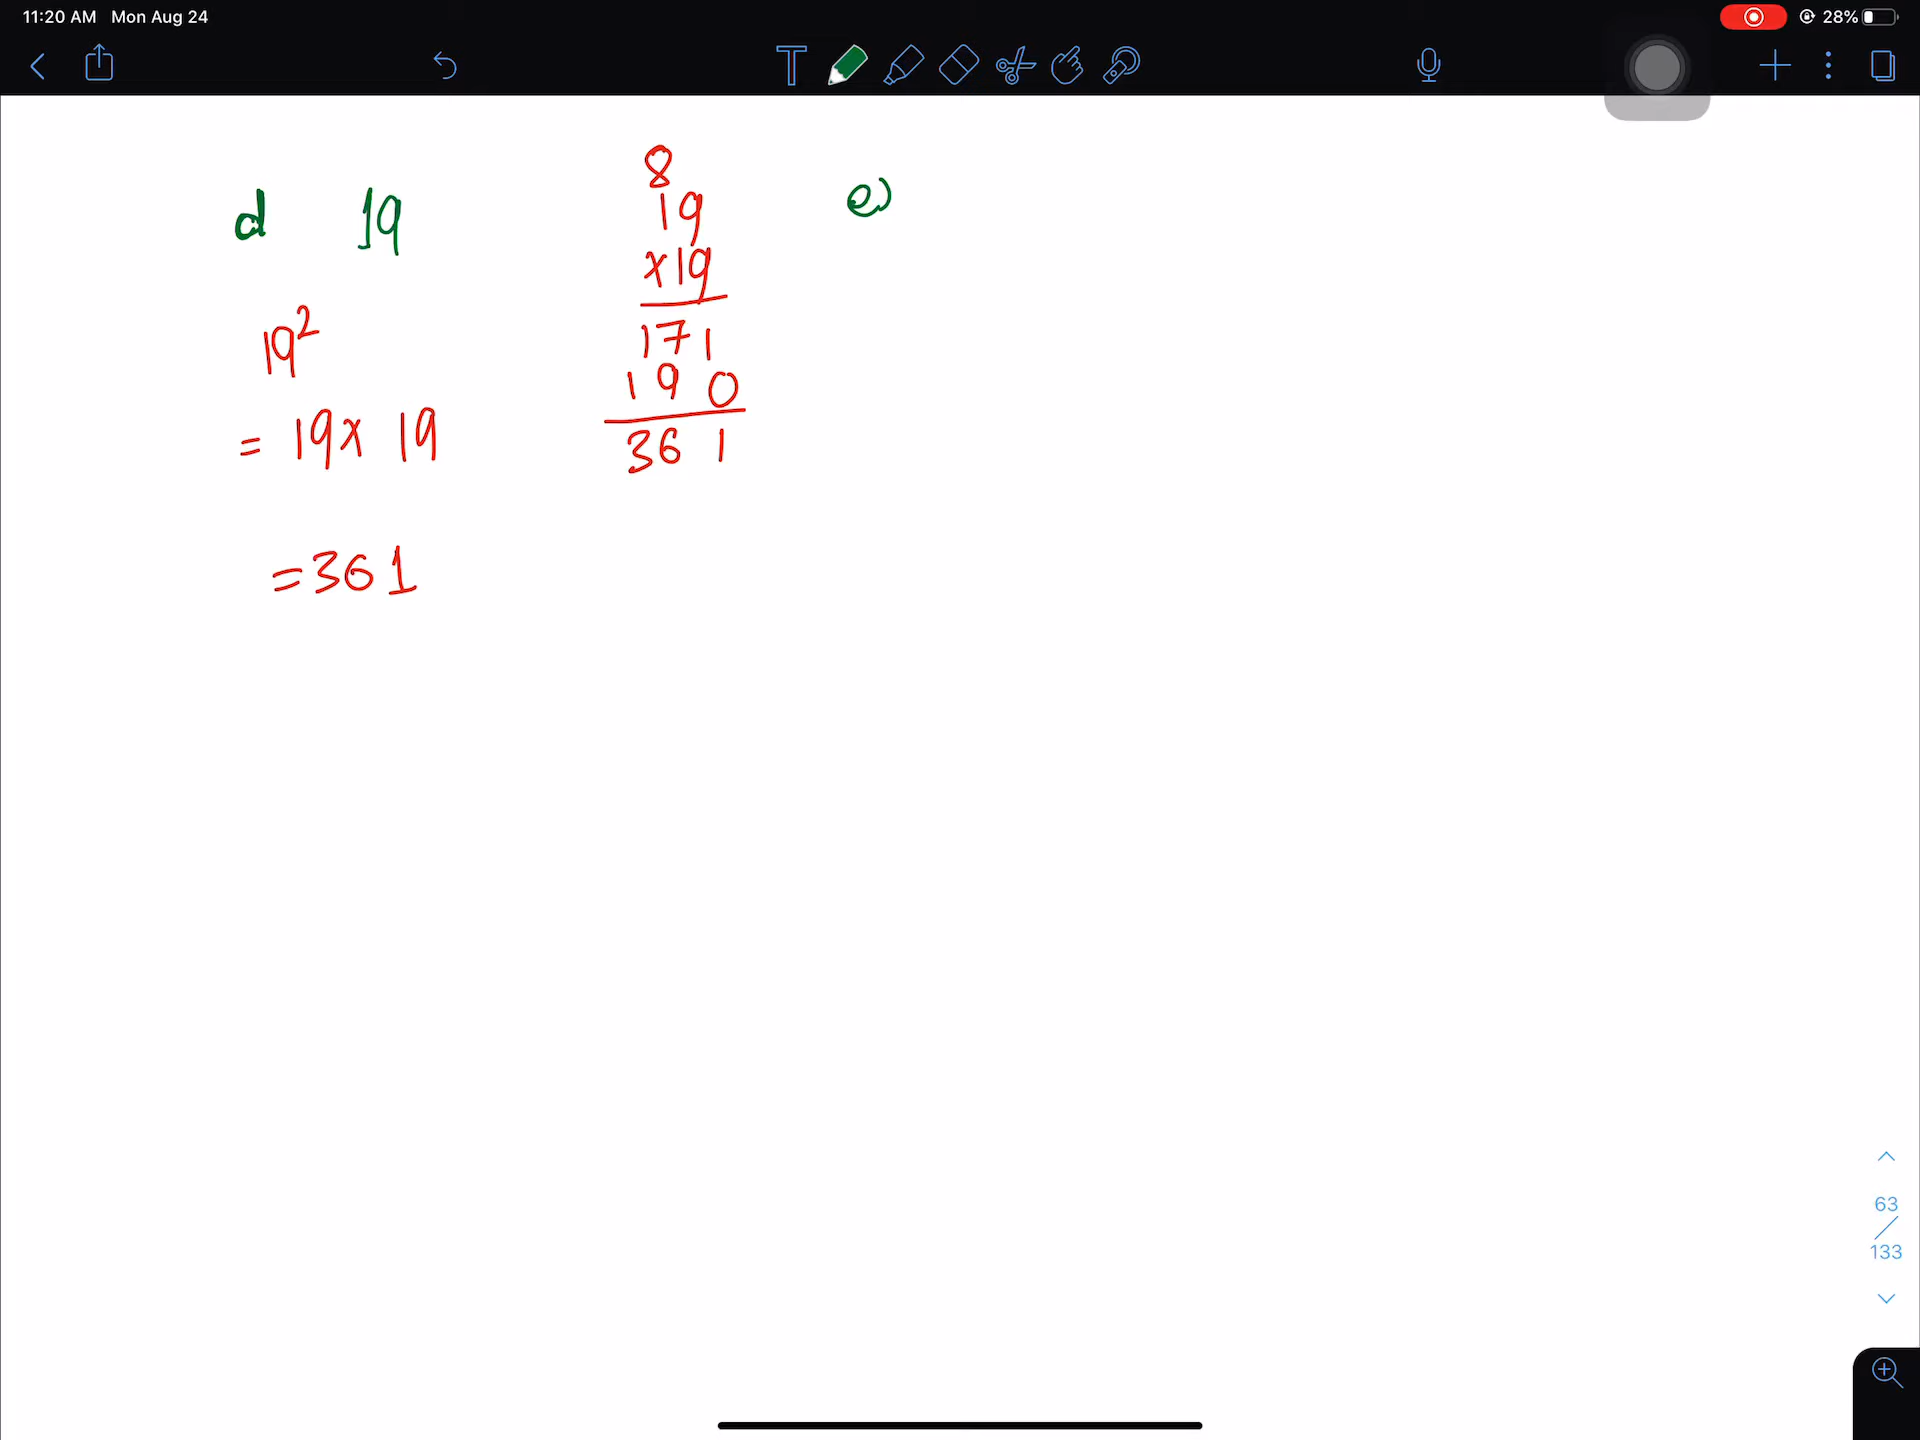 11:20 AM Mon Aug 24
28%
d 19
19²
= 19 x 19
= 361
8
19
x19
171
190
361
e)
63
133